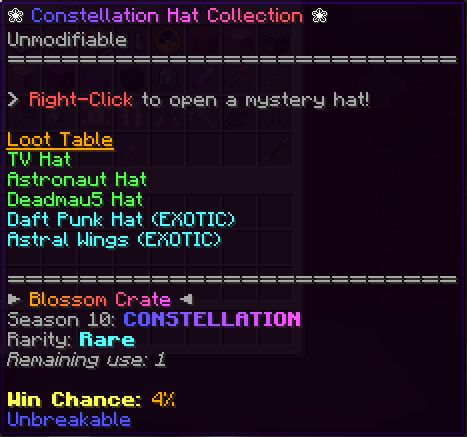 ❀ Constellation Hat Collection ❀
Unmodifiable
==================================
> Right-Click to open a mystery hat!
Loot Table
TV Hat
Astronaut Hat
Deadmau5 Hat
Daft Punk Hat (EXOTIC)
Astral Wings (EXOTIC)
==================================
► Blossom Crate ◄
Season 10: CONSTELLATION
Rarity: Rare
Remaining use: 1
Win Chance: 4%
Unbreakable